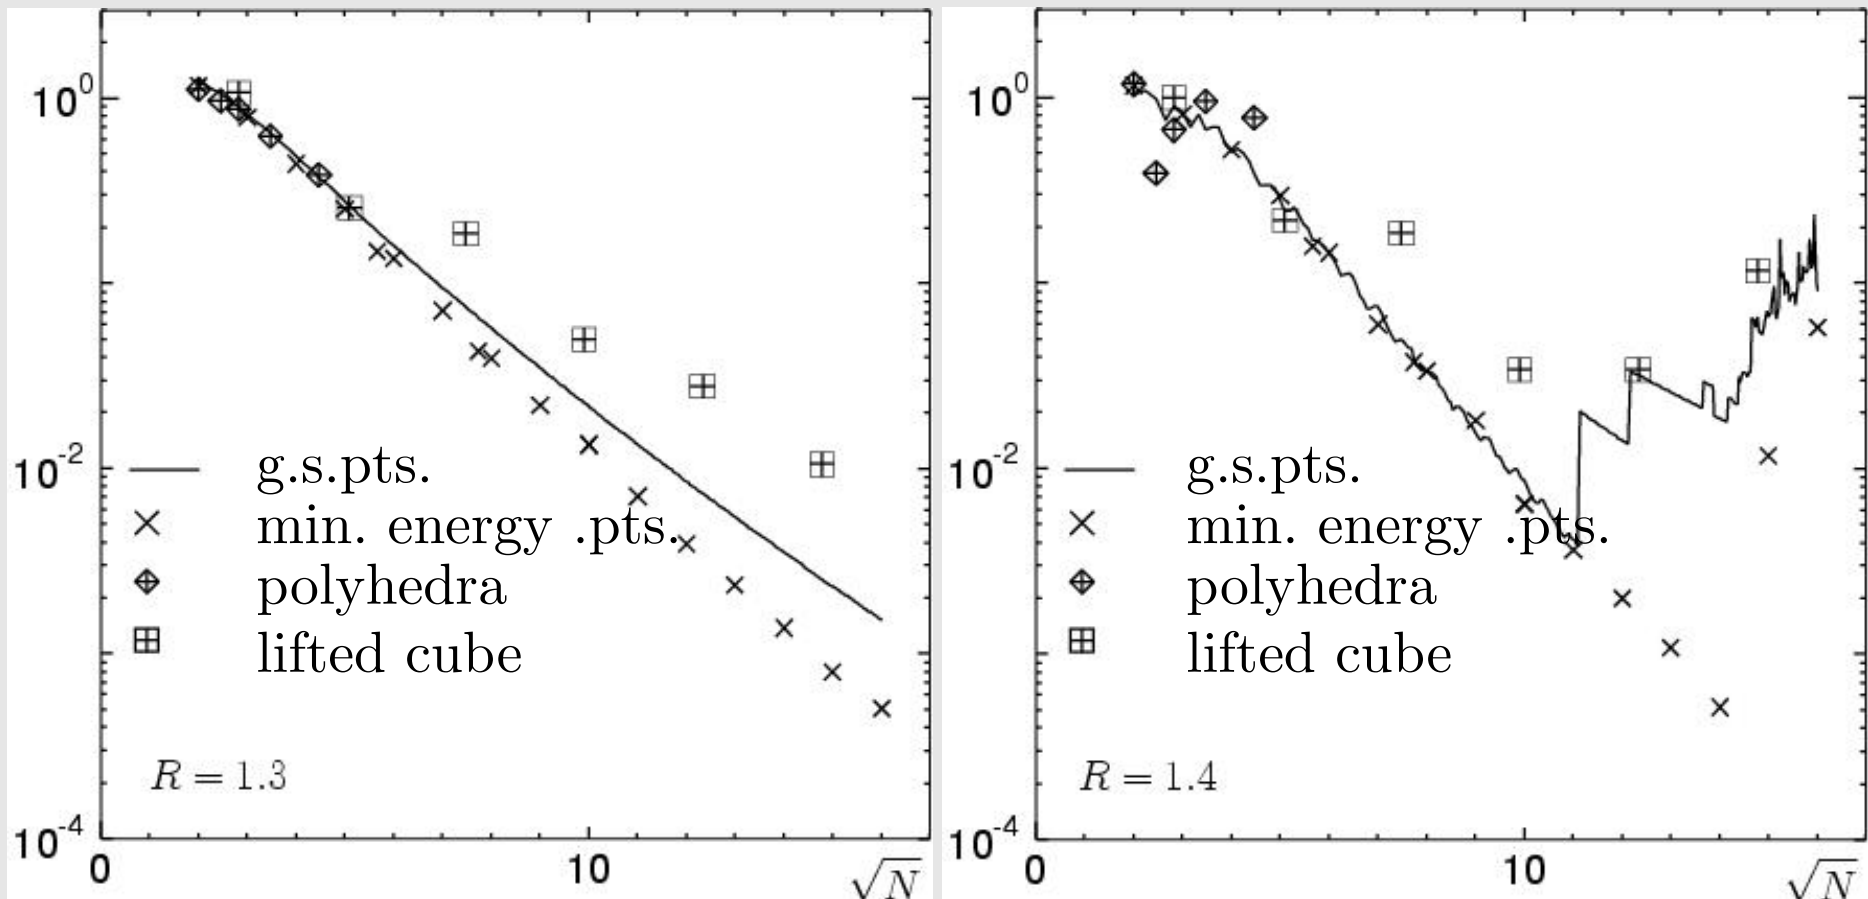 10^0
10^-2
g.s.pts.
min. energy .pts.
polyhedra
lifted cube
R = 1.3
10^-4
0
10
√N
10^0
10^-2
g.s.pts.
min. energy .pts.
polyhedra
lifted cube
R = 1.4
10^-4
0
10
√N